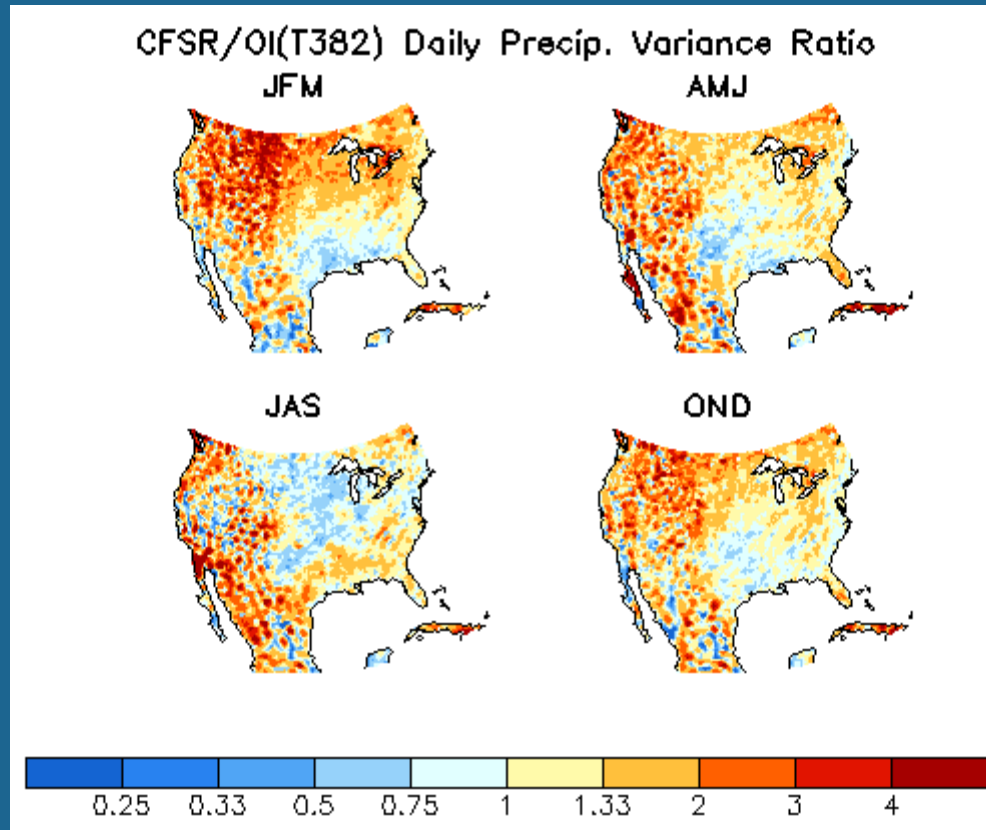 CFSR/OI(T382) Daily Precip. Variance Ratio
JFM AMJ
JAS OND
0.25 0.33 0.5 0.75 1 1.33 2 3 4